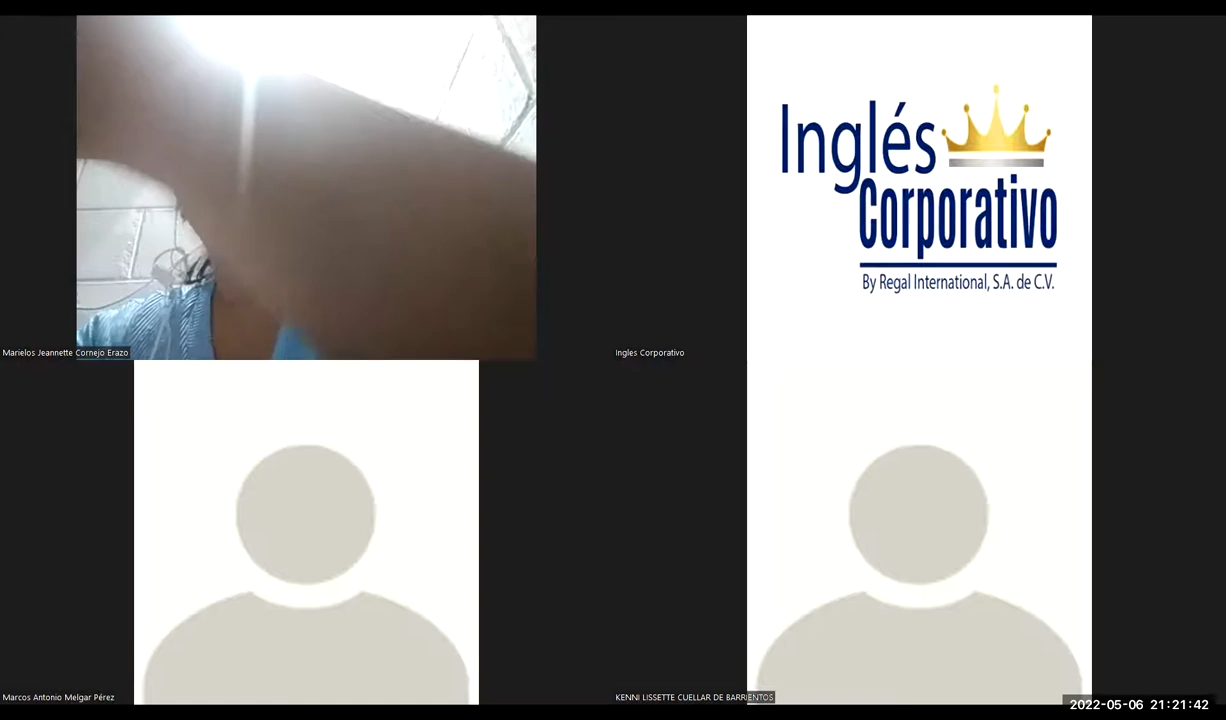 Inglés
Corporativo
By Regal International, S.A. de C.V.
Marielos Jeannette Cornejo Erazo
Ingles Corporativo
Marcos Antonio Melgar Pérez
KENNI LISSETTE CUELLAR DE BARRIENTOS
2022-05-06 21:21:42